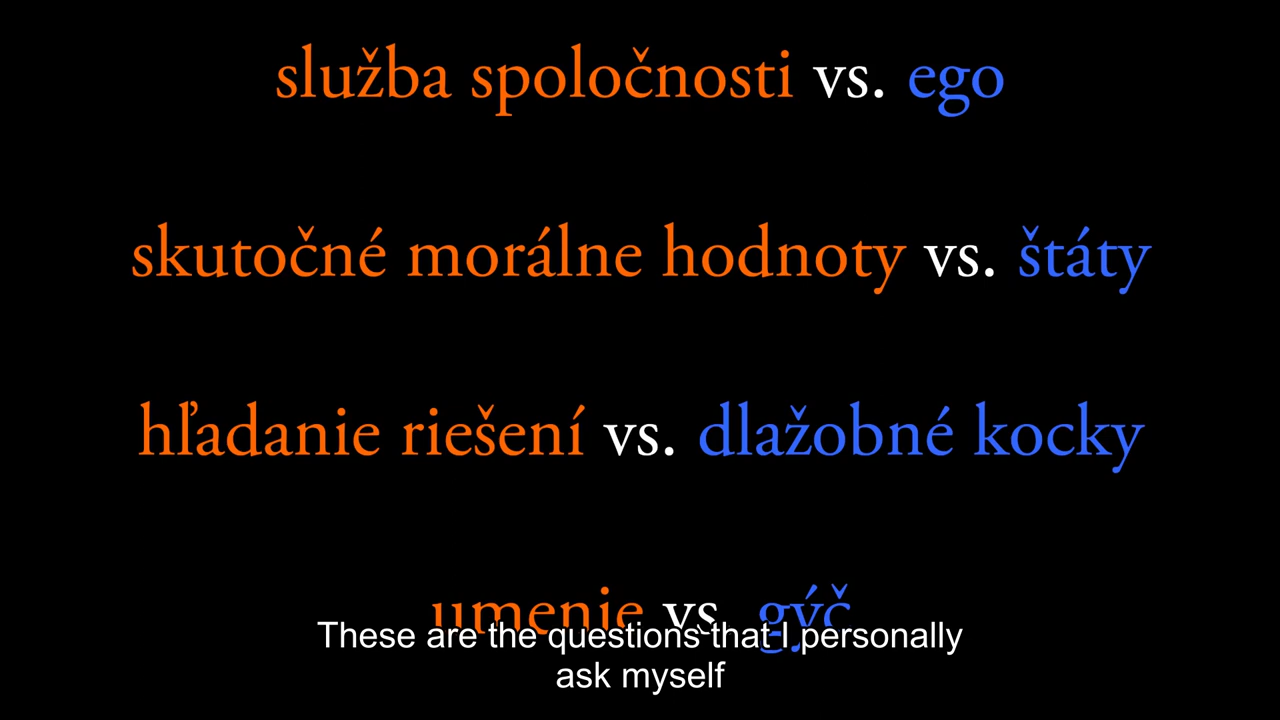 služba spoločnosti vs. ego
skutočné morálne hodnoty vs. štáty
hľadanie riešení vs. dlažobné kocky
umenie vs. gýč
These are the questions that I personally
ask myself